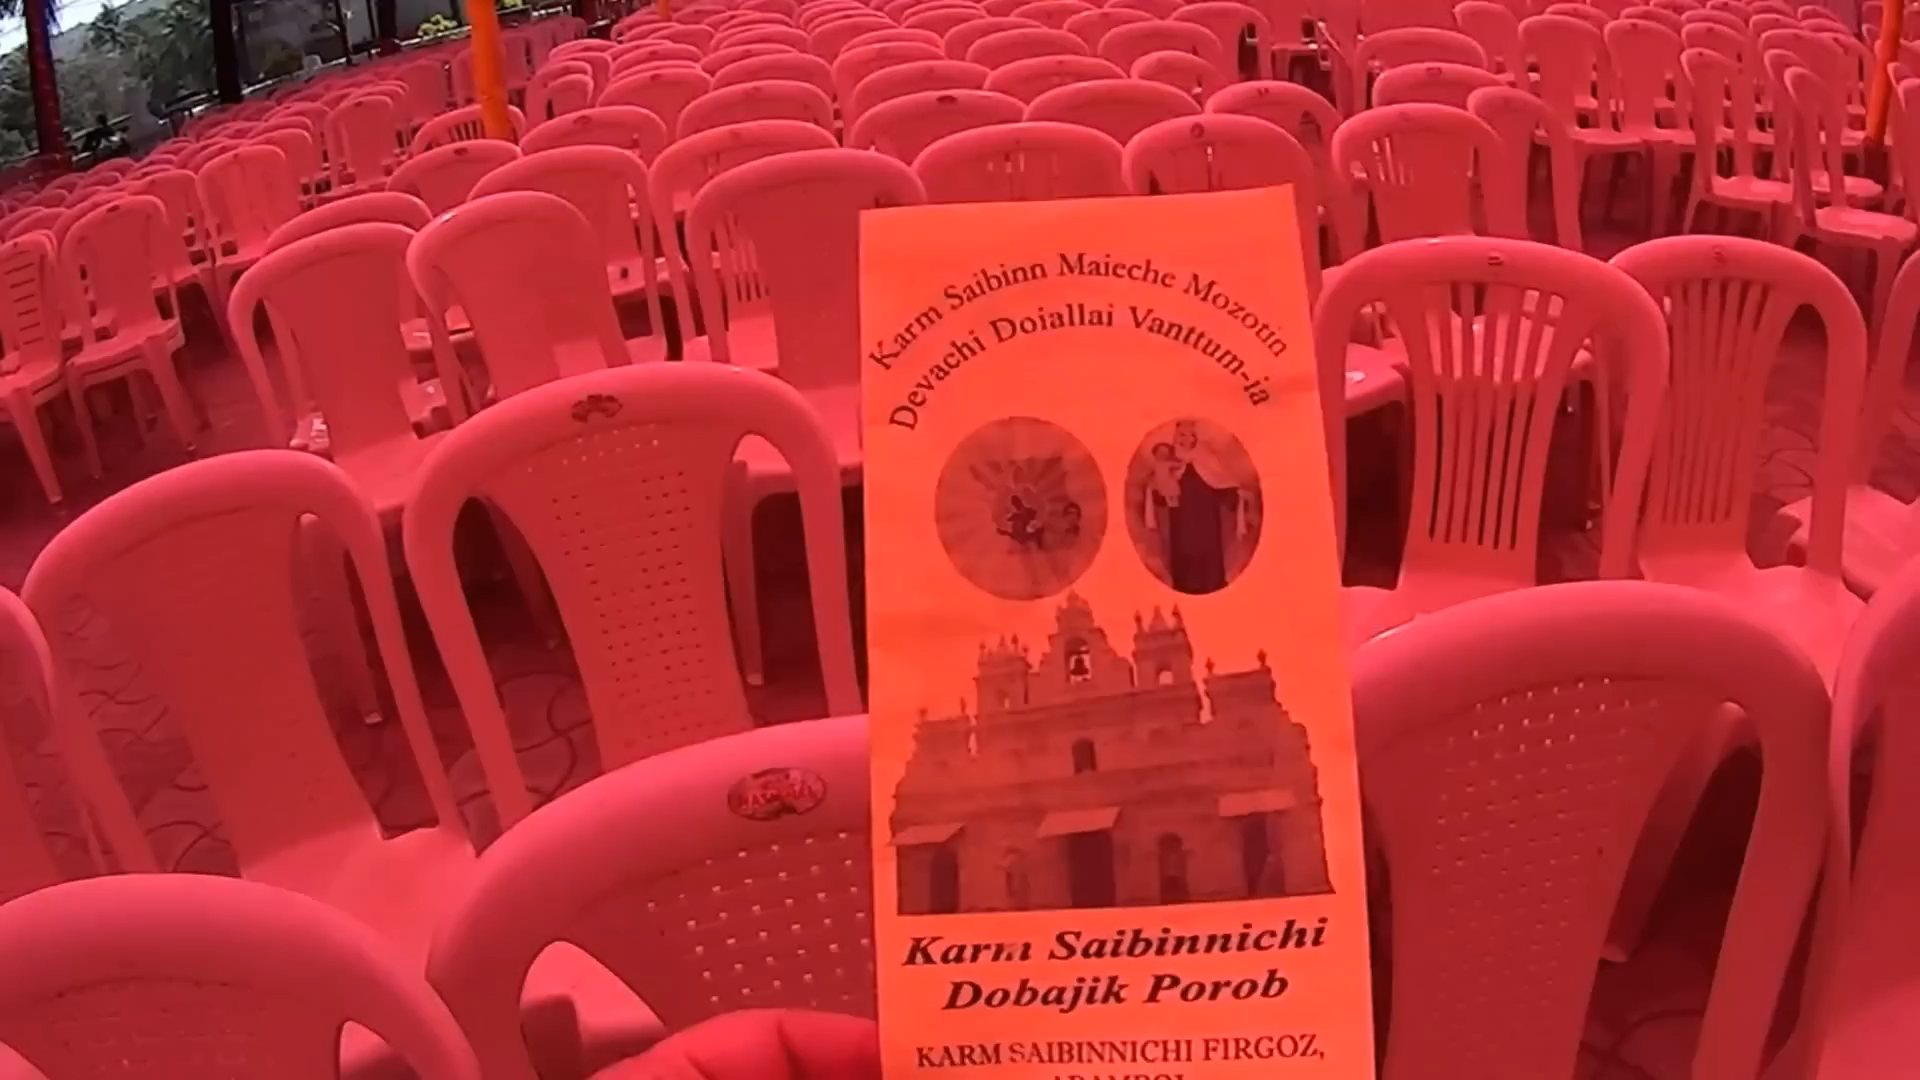 Karm Saibinn Maieche Mozotin
Devachi Doiallai Vanttum-ia
Karm Saibinnichi
Dobajik Porob
KARM SAIBINNICHI FIRGOZ,